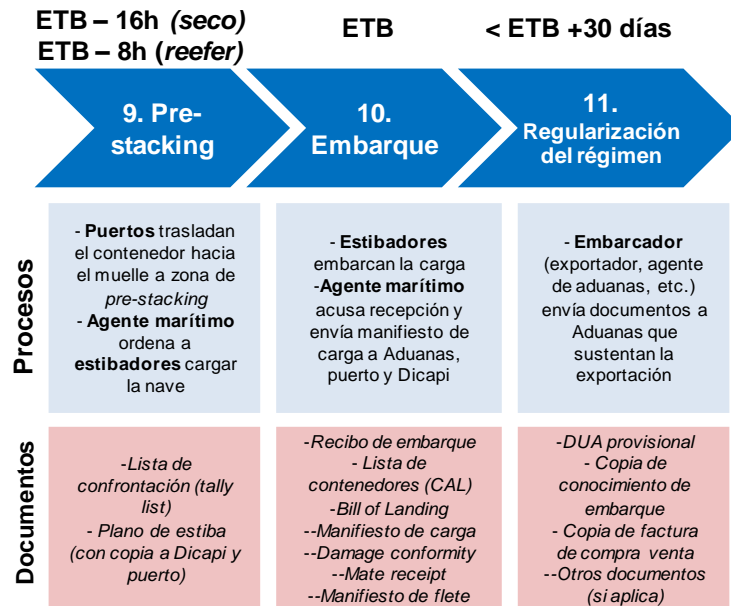 ETB – 16h (seco)
ETB – 8h (reefer)
ETB
< ETB +30 días
9. Pre-
stacking
10.
Embarque
11.
Regularización
del régimen
Procesos
- Puertos trasladan
el contenedor hacia
el muelle a zona de
pre-stacking
- Agente marítimo
ordena a
estibadores cargar
la nave
- Estibadores
embarcan la carga
-Agente marítimo
acusa recepción y
envía manifiesto de
carga a Aduanas,
puerto y Dicapi
- Embarcador
(exportador, agente
de aduanas, etc.)
envía documentos a
Aduanas que
sustentan la
exportación
Documentos
-Lista de
confrontación (tally
list)
- Plano de estiba
(con copia a Dicapi y
puerto)
-Recibo de embarque
- Lista de
contenedores (CAL)
-Bill of Landing
--Manifiesto de carga
--Damage conformity
--Mate receipt
--Manifiesto de flete
-DUA provisional
- Copia de
conocimiento de
embarque
- Copia de factura
de compra venta
--Otros documentos
(si aplica)